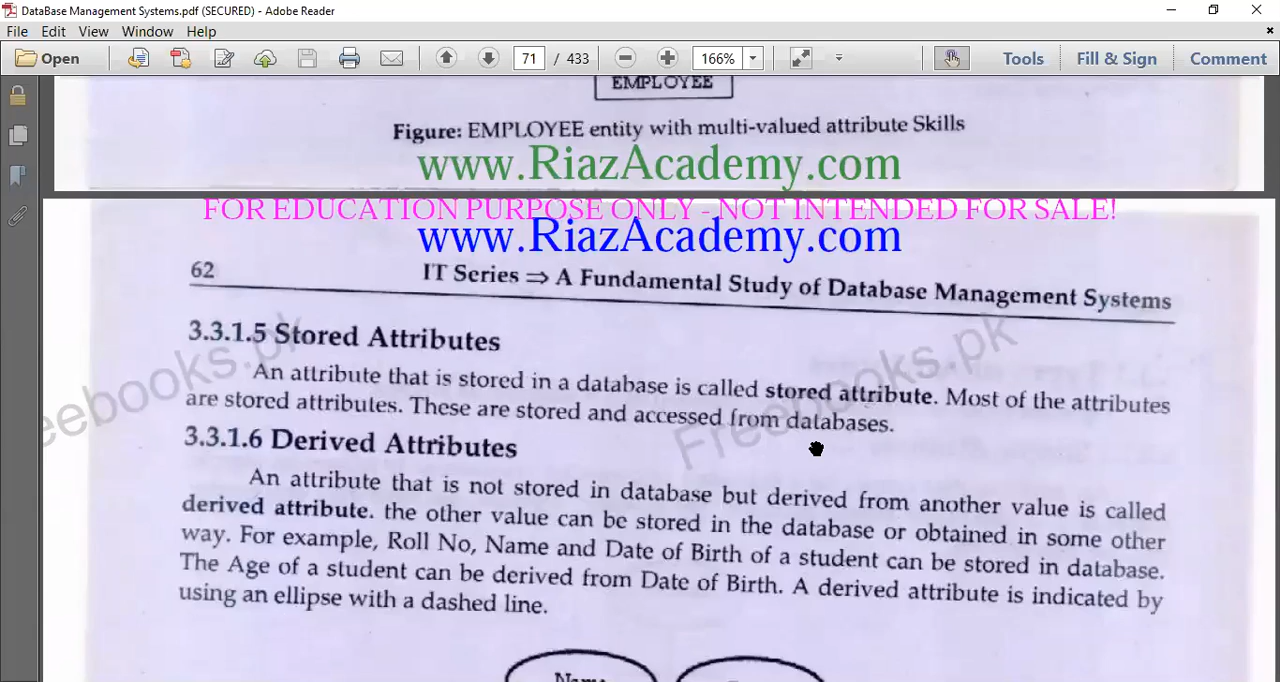 DataBase Management Systems.pdf (SECURED) - Adobe Reader
File Edit View Window Help
Open 71 / 433 166% Tools Fill & Sign Comment
EMPLOYEE
Figure: EMPLOYEE entity with multi-valued attribute Skills
www.RiazAcademy.com
FOR EDUCATION PURPOSE ONLY - NOT INTENDED FOR SALE!
www.RiazAcademy.com
62 IT Series ⇒ A Fundamental Study of Database Management Systems
3.3.1.5 Stored Attributes
An attribute that is stored in a database is called stored attribute. Most of the attributes
are stored attributes. These are stored and accessed from databases.
3.3.1.6 Derived Attributes
An attribute that is not stored in database but derived from another value is called
derived attribute. the other value can be stored in the database or obtained in some other
way. For example, Roll No, Name and Date of Birth of a student can be stored in database.
The Age of a student can be derived from Date of Birth. A derived attribute is indicated by
using an ellipse with a dashed line.
Name
Freebooks.pk
Freebooks.pk